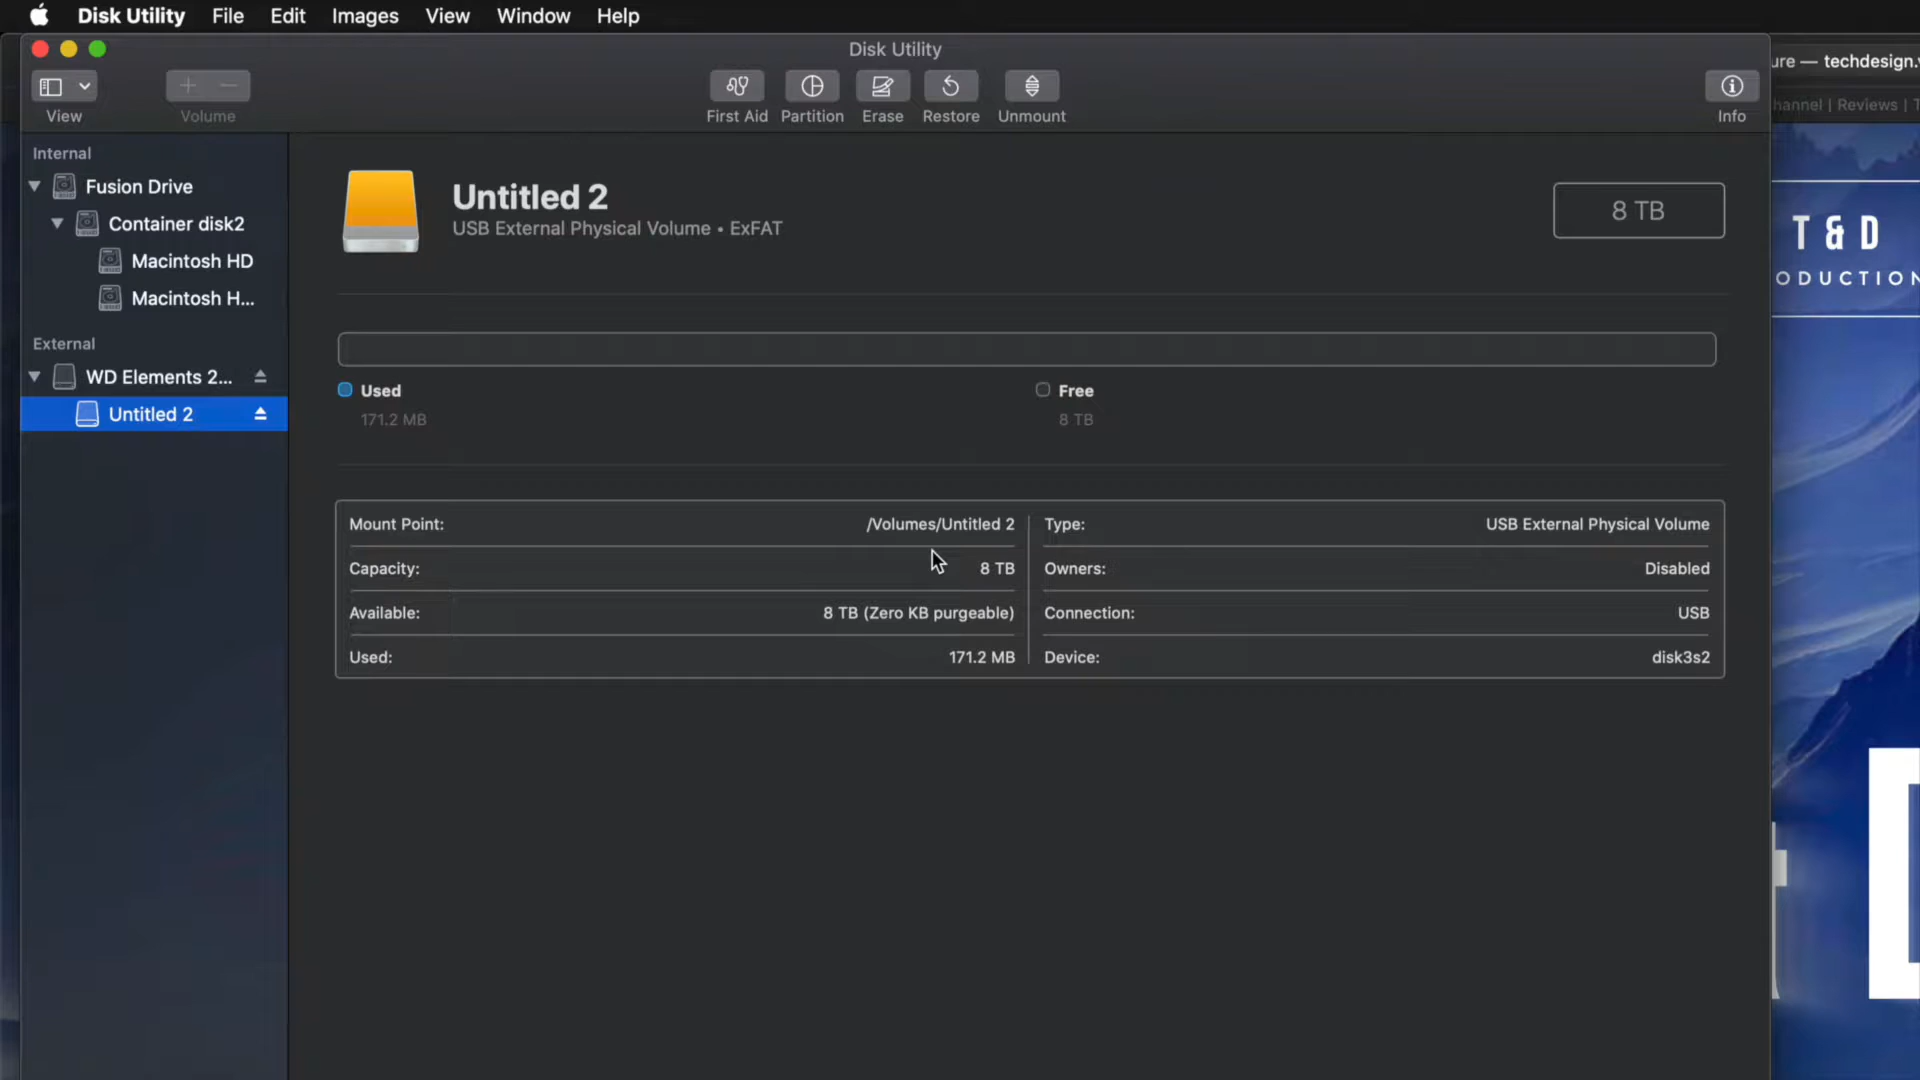 Disk Utility File Edit Images View Window Help
Disk Utility
ure — techdesign.
View Volume First Aid Partition Erase Restore Unmount Info
hannel | Reviews |
Internal
Fusion Drive
Container disk2
Macintosh HD
Macintosh H...
External
WD Elements 2...
Untitled 2
Untitled 2
USB External Physical Volume • ExFAT
8 TB
Used
171.2 MB
Free
8 TB
Mount Point: /Volumes/Untitled 2
Capacity: 8 TB
Available: 8 TB (Zero KB purgeable)
Used: 171.2 MB
Type: USB External Physical Volume
Owners: Disabled
Connection: USB
Device: disk3s2
T & D
ODUCTION